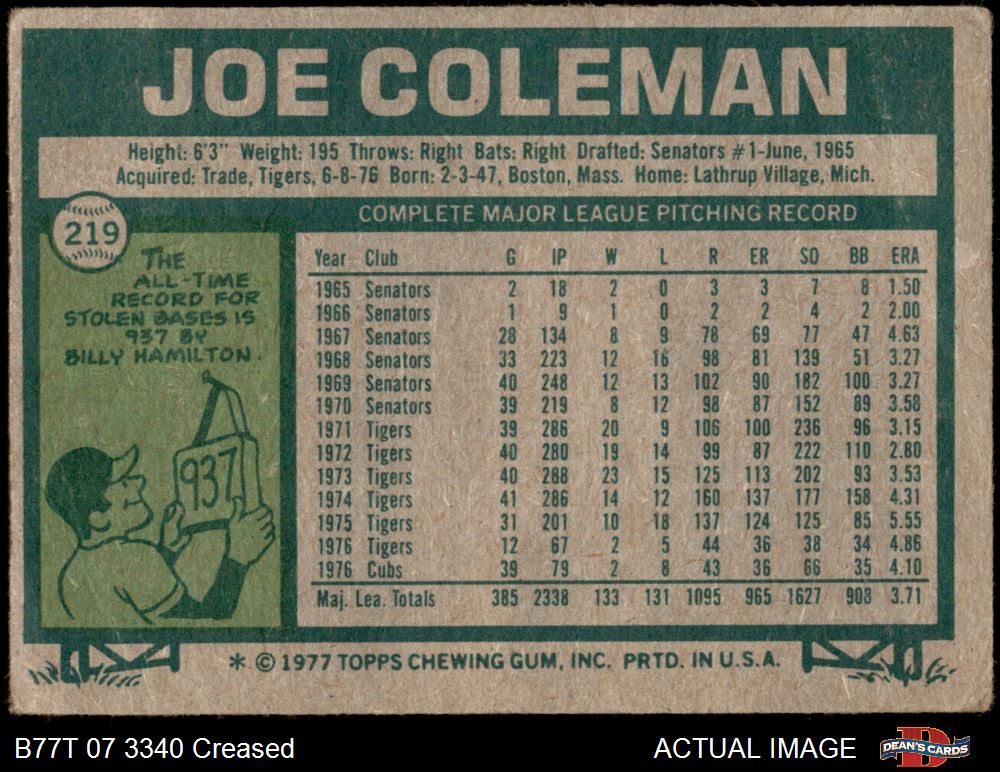 JOE COLEMAN
Height: 6'3" Weight: 195 Throws: Right Bats: Right Drafted: Senators #1-June, 1965
Acquired: Trade, Tigers, 6-8-76 Born: 2-3-47, Boston, Mass. Home: Lathrup Village, Mich.
219
COMPLETE MAJOR LEAGUE PITCHING RECORD
THE
ALL-TIME
RECORD FOR
STOLEN BASES IS
937 BY
BILLY HAMILTON.
937
Year Club G IP W L R ER SO BB ERA
1965 Senators 2 18 2 0 3 3 7 8 1.50
1966 Senators 1 9 1 0 2 2 4 2 2.00
1967 Senators 28 134 8 9 78 69 77 47 4.63
1968 Senators 33 223 12 16 98 81 139 51 3.27
1969 Senators 40 248 12 13 102 90 182 100 3.27
1970 Senators 39 219 8 12 98 87 152 89 3.58
1971 Tigers 39 286 20 9 106 100 236 96 3.15
1972 Tigers 40 280 19 14 99 87 222 110 2.80
1973 Tigers 40 288 23 15 125 113 202 93 3.53
1974 Tigers 41 286 14 12 160 137 177 158 4.31
1975 Tigers 31 201 10 18 137 124 125 85 5.55
1976 Tigers 12 67 2 5 44 36 38 34 4.86
1976 Cubs 39 79 2 8 43 36 66 35 4.10
Maj. Lea. Totals 385 2338 133 131 1095 965 1627 908 3.71
* © 1977 TOPPS CHEWING GUM, INC. PRTD. IN U.S.A.
B77T 07 3340 Creased
ACTUAL IMAGE
DEAN'S CARDS